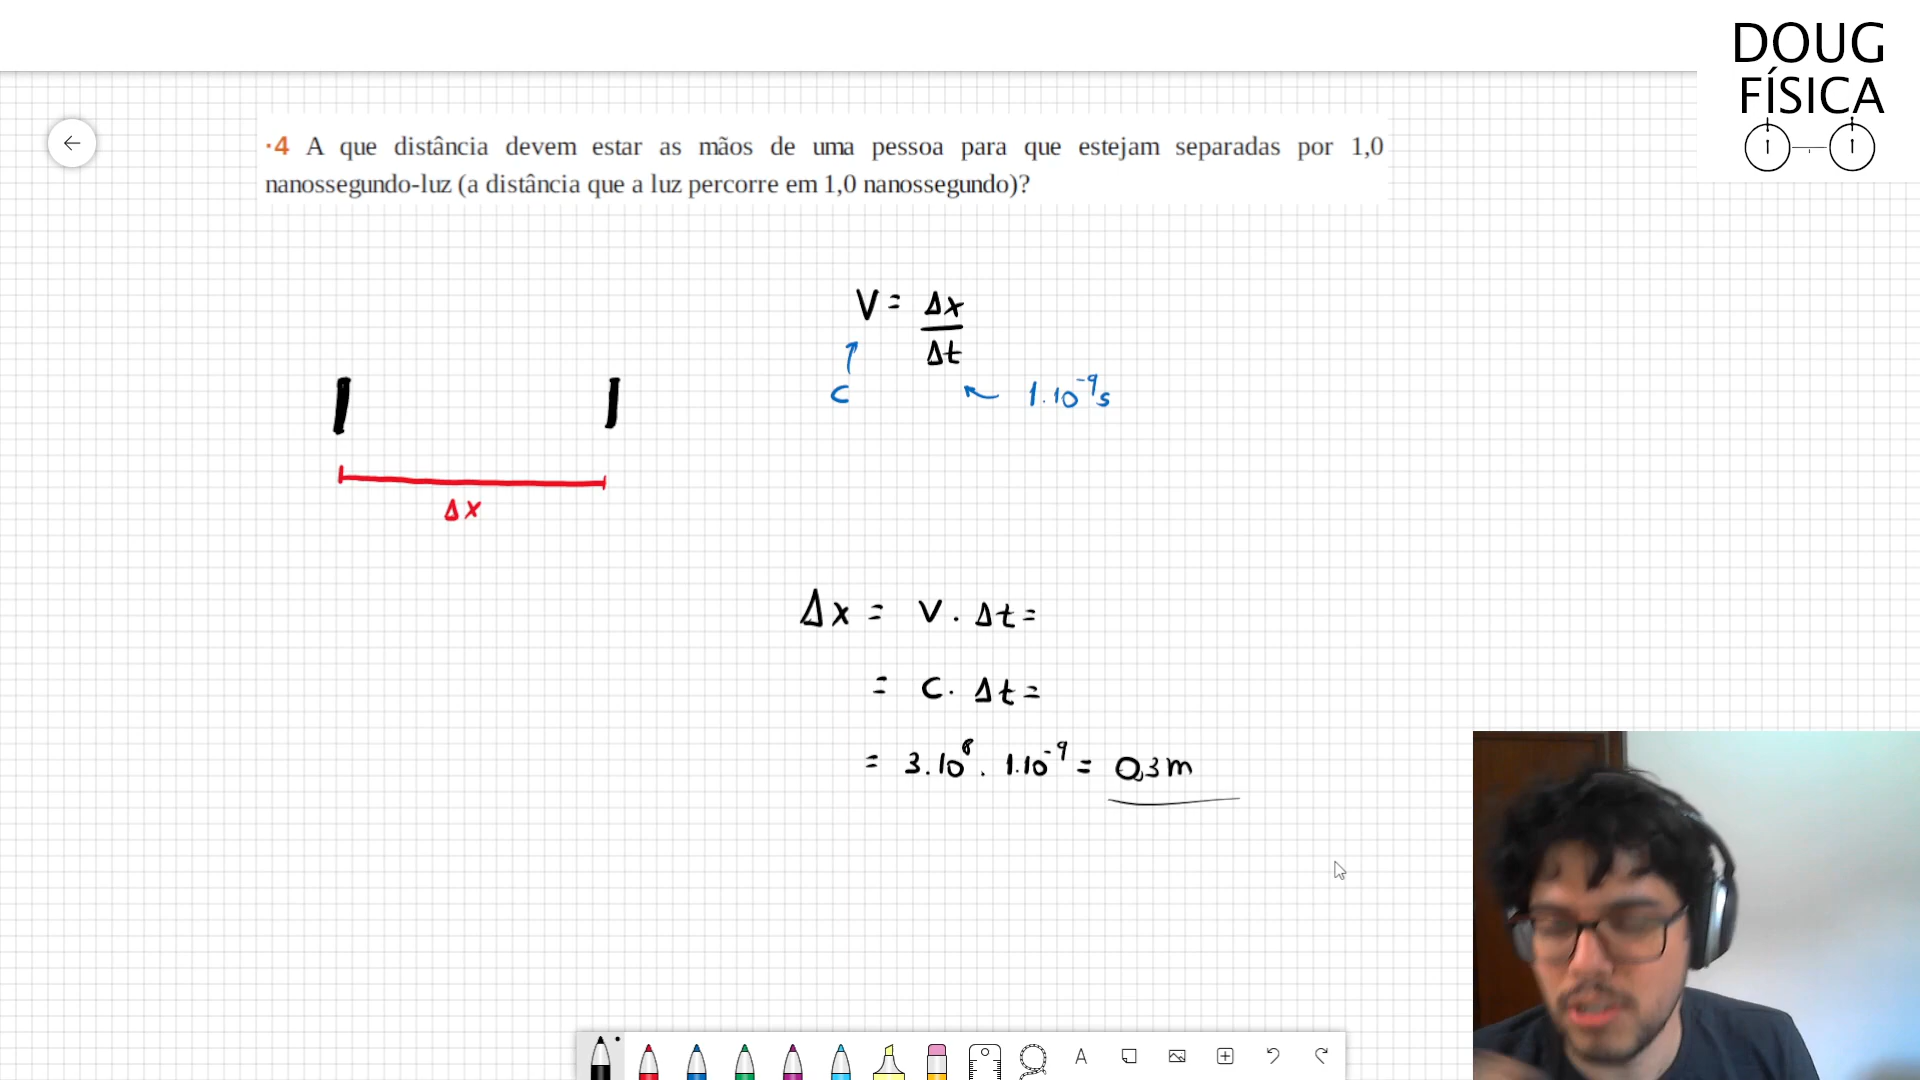 DOUG
FÍSICA
·4 A que distância devem estar as mãos de uma pessoa para que estejam separadas por 1,0
nanossegundo-luz (a distância que a luz percorre em 1,0 nanossegundo)?
V = Δx
Δt
C
1.10⁻⁹s
Δx
Δx = V . Δt =
= C . Δt =
= 3.10⁸ . 1.10⁻⁹ = 0,3 m
A